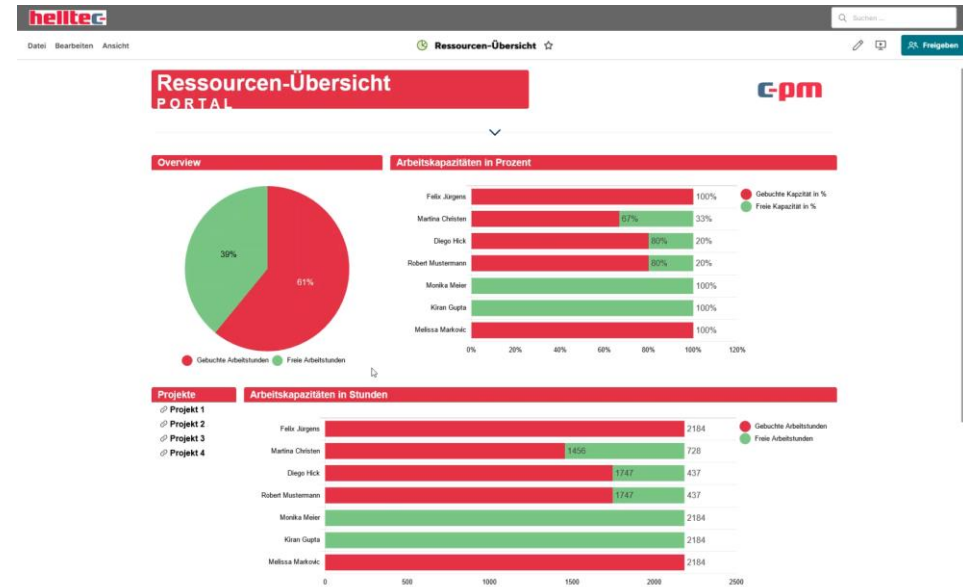 helltec-
Suchen ...
Datei Bearbeiten Ansicht
Ressourcen-Übersicht
Freigeben
Ressourcen-Übersicht
PORTAL
c-pm
Overview
39%
61%
Gebuchte Arbeitstunden Freie Arbeitstunden
Arbeitskapazitäten in Prozent
Felix Jürgens 100%
Martina Christen 67% 33%
Diego Hick 80% 20%
Robert Mustermann 80% 20%
Monika Meier 100%
Kiran Gupta 100%
Melissa Markovic 100%
0% 20% 40% 60% 80% 100% 120%
Gebuchte Kapzität in %
Freie Kapazität in %
Projekte
Projekt 1
Projekt 2
Projekt 3
Projekt 4
Arbeitskapazitäten in Stunden
Felix Jürgens 2184
Martina Christen 1456 728
Diego Hick 1747 437
Robert Mustermann 1747 437
Monika Meier 2184
Kiran Gupta 2184
Melissa Markovic 2184
0 500 1000 1500 2000 2500
Gebuchte Arbeitstunden
Freie Arbeitstunden